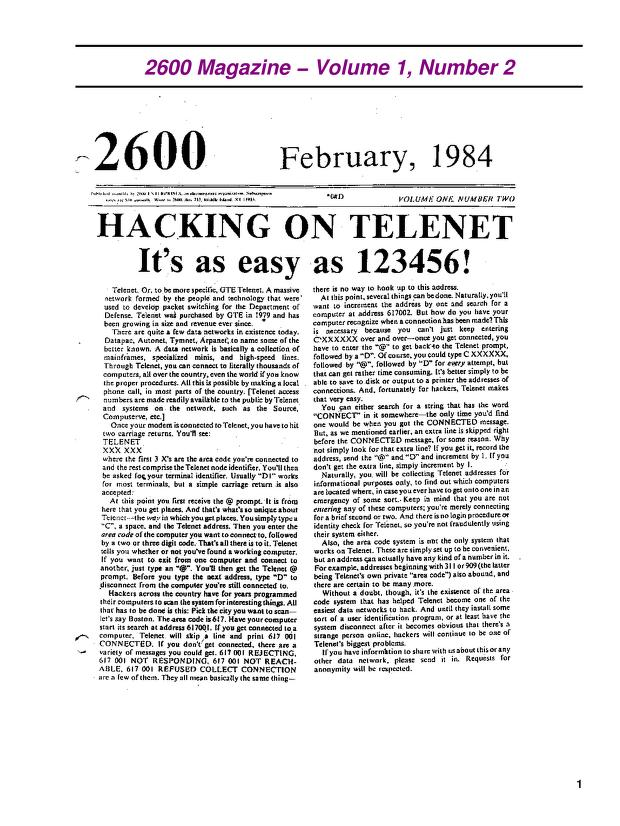 2600 Magazine – Volume 1, Number 2
2600
February, 1984
VOLUME ONE, NUMBER TWO
HACKING ON TELENET
It's as easy as 123456!
Telenet. Or, to be more specific, GTE Telenet. A massive
network formed by the people and technology that were
used to develop packet switching for the Department of
Defense. Telenet was purchased by GTE in 1979 and has
been growing in size and revenue ever since.
There are quite a few data networks in existence today.
Datapac, Autonet, Tymnet, Arpanet, to name some of the
better known. A data network is basically a collection of
mainframes, specialized minis, and high-speed lines.
Through Telenet, you can connect to literally thousands of
computers, all over the country, even the world if you know
the proper procedures. All this is possible by making a local
phone call, in most parts of the country. [Telenet access
numbers are made readily available to the public by Telenet
and systems on the network, such as the Source,
Compuserve, etc.]
Once your modem is connected to Telenet, you have to hit
two carriage returns. You'll see:
TELENET
XXX XXX
where the first 3 X's are the area code you're connected to
and the rest comprise the Telenet node identifier. You'll then
be asked for your terminal identifier. Usually "D1" works
for most terminals, but a simple carriage return is also
accepted.
At this point you first receive the @ prompt. It is from
here that you get places. And that's what's so unique about
Telenet—the way in which you get places. You simply type a
"C", a space, and the Telenet address. Then you enter the
area code of the computer you want to connect to, followed
by a two or three digit code. That's all there is to it. Telenet
tells you whether or not you've found a working computer.
If you want to exit from one computer and connect to
another, just type an "@". You'll then get the Telenet @
prompt. Before you type the next address, type "D" to
disconnect from the computer you're still connected to.
Hackers across the country have for years programmed
their computers to scan the system for interesting things. All
that has to be done is this: Pick the city you want to scan—
let's say Boston. The area code is 617. Have your computer
start its search at address 617001. If you get connected to a
computer, Telenet will skip a line and print 617 001
CONNECTED. If you don't get connected, there are a
variety of messages you could get. 617 001 REJECTING,
617 001 NOT RESPONDING, 617 001 NOT REACH-
ABLE, 617 001 REFUSED COLLECT CONNECTION
are a few of them. They all mean basically the same thing—
there is no way to hook up to this address.
At this point, several things can be done. Naturally, you'll
want to increment the address by one and search for a
computer at address 617002. But how do you have your
computer recognize when a connection has been made? This
is necessary because you can't just keep entering
C'XXXXXX over and over—once you get connected, you
have to enter the "@" to get back to the Telenet prompt,
followed by a "D". Of course, you could type C XXXXXX,
followed by "@", followed by "D" for every attempt, but
that can get rather time consuming. It's better simply to be
able to save to disk or output to a printer the addresses of
connections. And, fortunately for hackers, Telenet makes
that very easy.
You can either search for a string that has the word
"CONNECT" in it somewhere—the only time you'd find
one would be when you got the CONNECTED message.
But, as we mentioned earlier, an extra line is skipped right
before the CONNECTED message, for some reason. Why
not simply look for that extra line? If you get it, record the
address, send the "@" and "D" and increment by 1. If you
don't get the extra line, simply increment by 1.
Naturally, you will be collecting Telenet addresses for
informational purposes only, to find out which computers
are located where, in case you ever have to get onto one in an
emergency of some sort. Keep in mind that you are not
entering any of these computers; you're merely connecting
for a brief second or two. And there is no login procedure or
identity check for Telenet, so you're not fraudulently using
their system either.
Also, the area code system is not the only system that
works on Telenet. These are simply set up to be convenient,
but an address can actually have any kind of a number in it.
For example, addresses beginning with 311 or 909 (the latter
being Telenet's own private "area code") also abound, and
there are certain to be many more.
Without a doubt, though, it's the existence of the area
code system that has helped Telenet become one of the
easiest data networks to hack. And until they install some
sort of a user identification program, or at least have the
system disconnect after it becomes obvious that there's a
strange person online, hackers will continue to be one of
Telenet's biggest problems.
If you have information to share with us about this or any
other data network, please send it in. Requests for
anonymity will be respected.
1